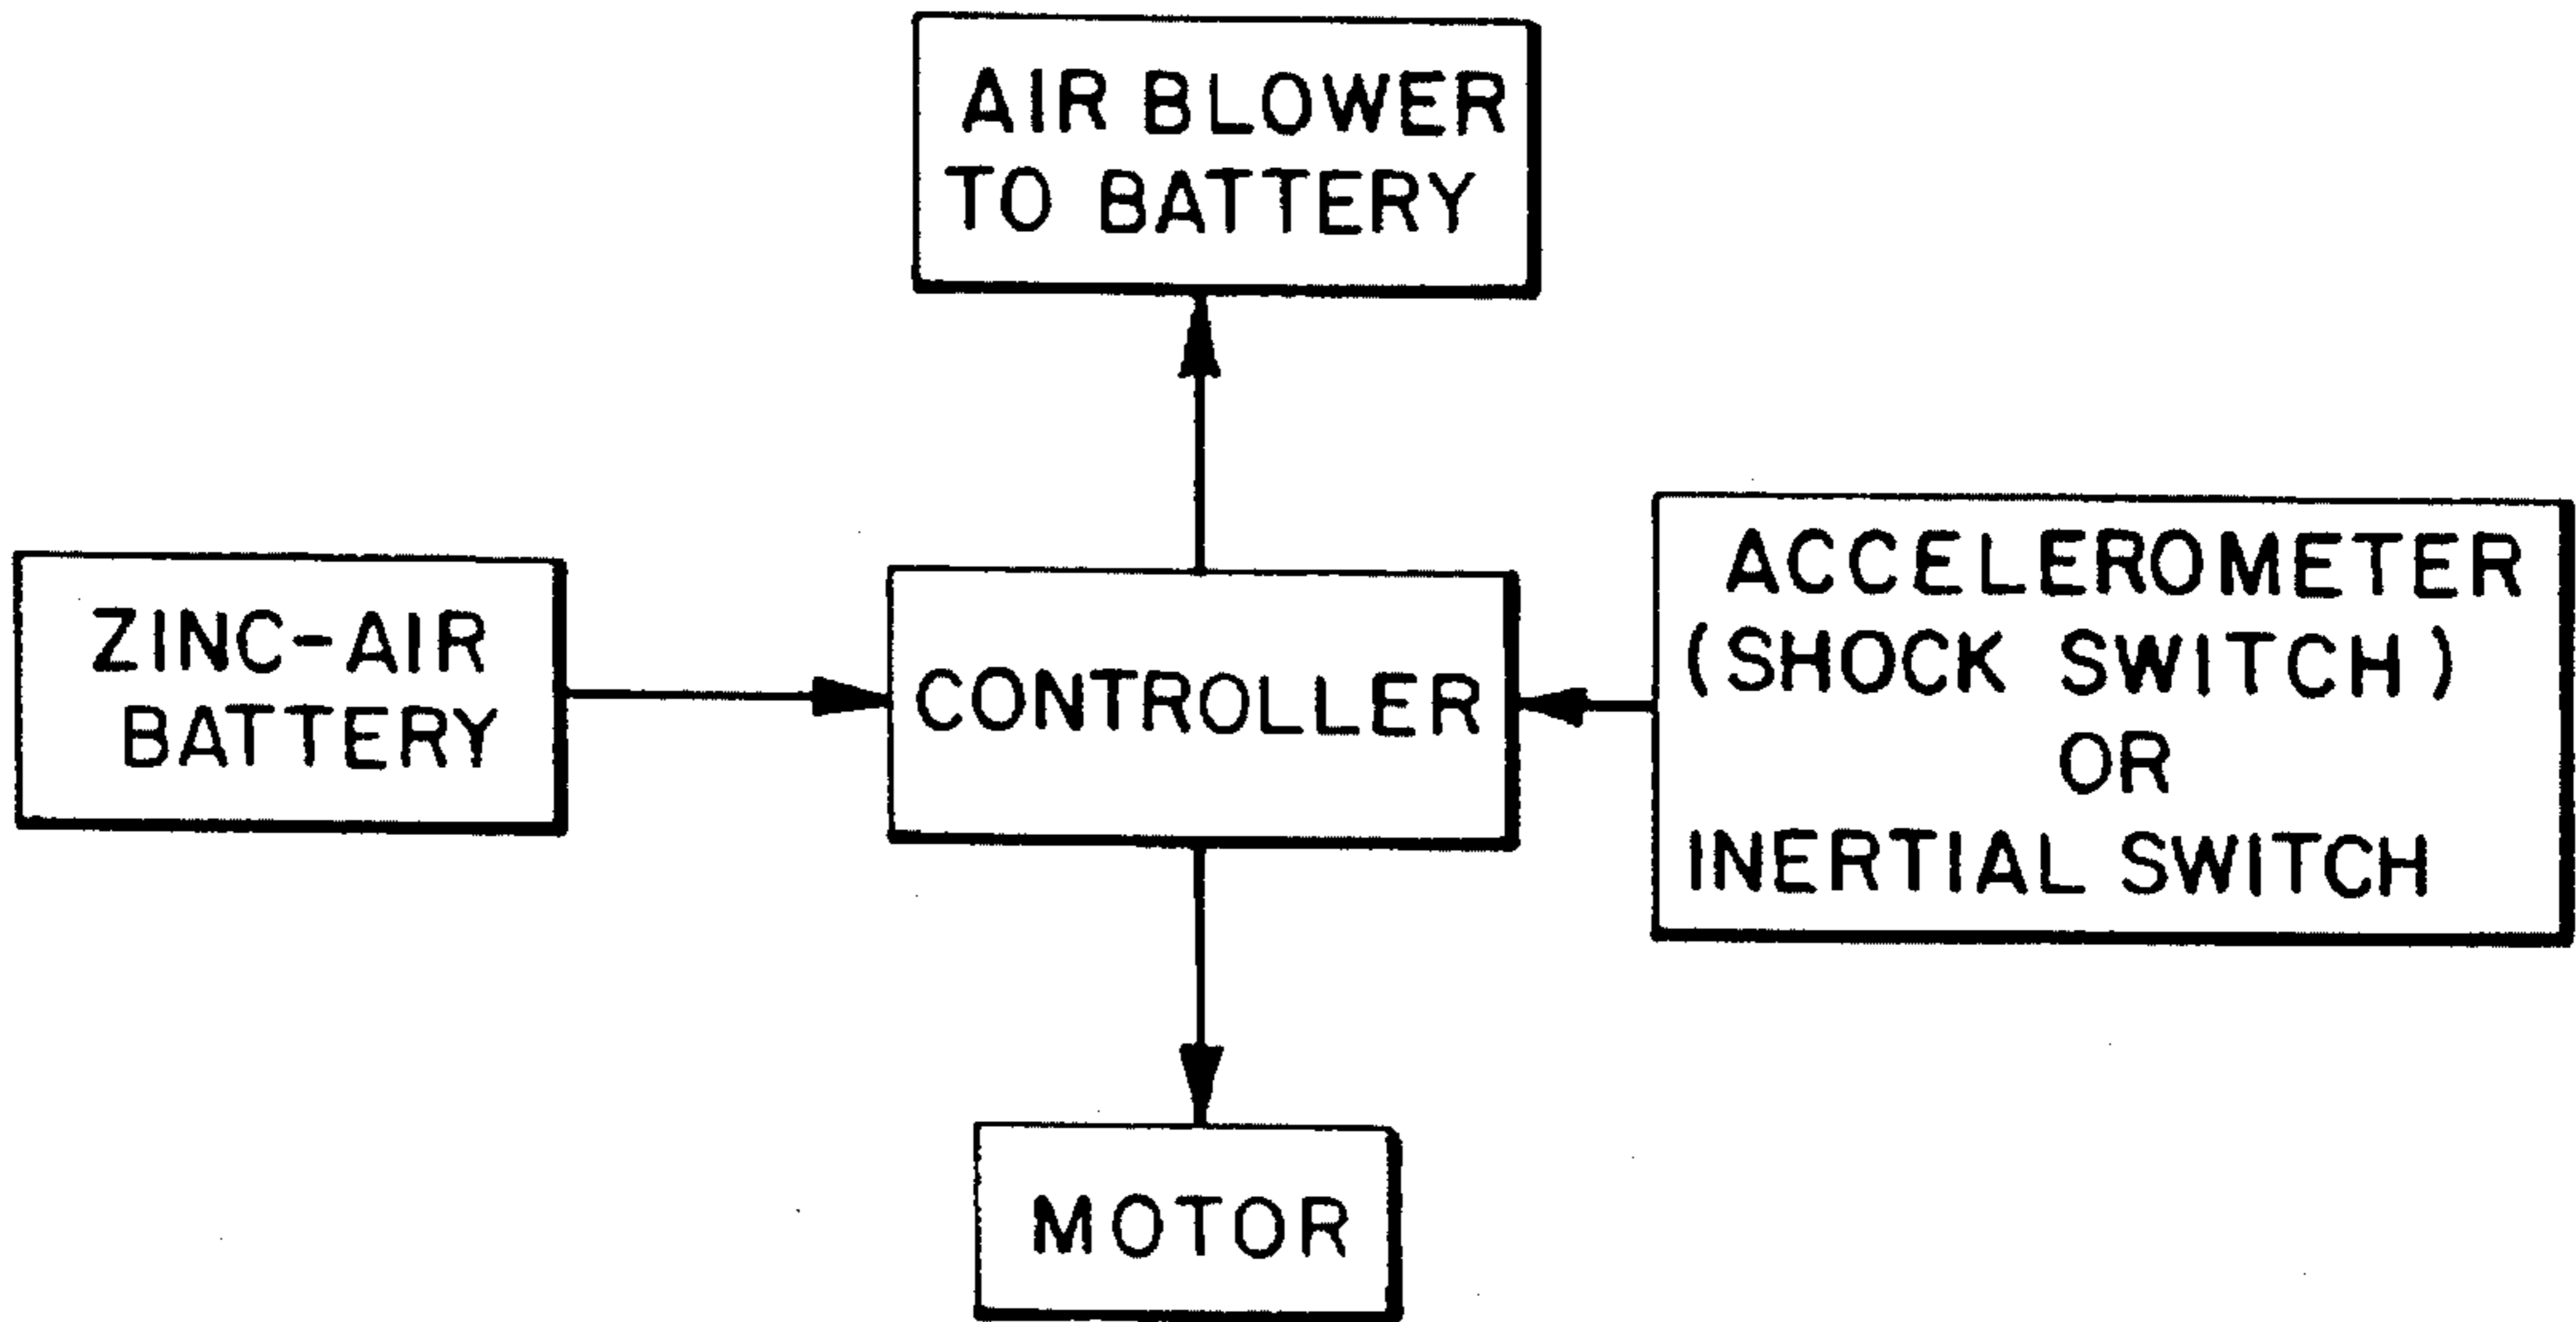 AIR BLOWER
TO BATTERY
ZINC-AIR
BATTERY
CONTROLLER
ACCELEROMETER
(SHOCK SWITCH)
OR
INERTIAL SWITCH
MOTOR